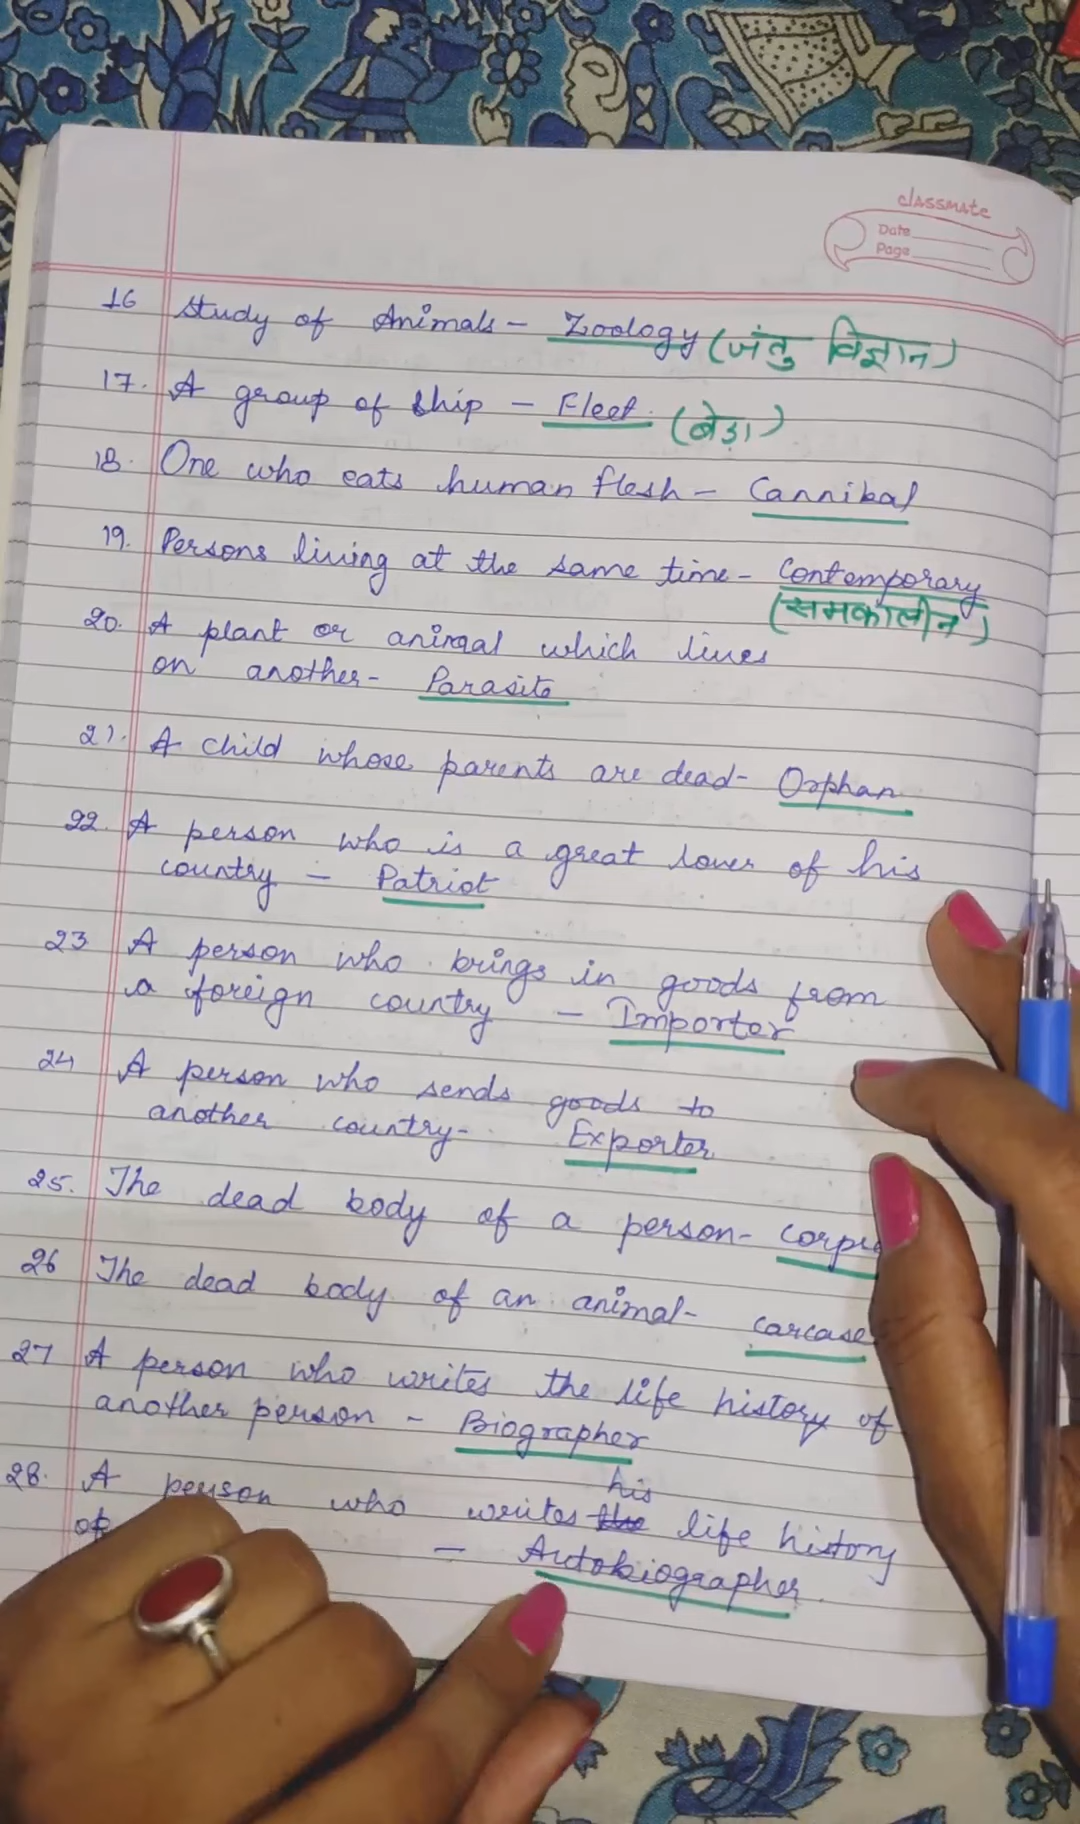 classmate
Date
Page
16 Study of Animals - Zoology (जंतु विज्ञान)
17. A group of ship - Fleet. (बेड़ा)
18. One who eats human flesh - Cannibal
19. Persons living at the same time - Contemporary
(समकालीन)
20. A plant or animal which lives
on another - Parasite
21. A child whose parents are dead - Orphan
22. A person who is a great lover of his
country - Patriot
23 A person who brings in goods from
a foreign country - Importer
24 A person who sends goods to
another country - Exporter
25. The dead body of a person -
26 The dead body of an animal - carcase
27 A person who writes the life history of
another person - Biographer
his
28. A person who writes the life history
of - Autobiographer